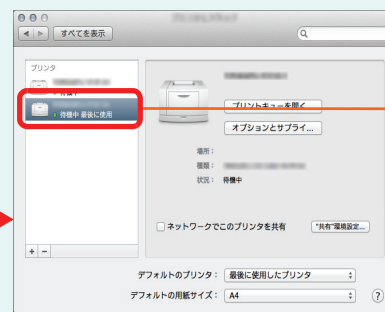 すべてを表示
プリンタ
待機中
待機中 最後に使用
プリントキューを開く
オプションとサプライ...
場所：
種類：
状況： 待機中
ネットワークでこのプリンタを共有
"共有"環境設定...
+ −
デフォルトのプリンタ： 最後に使用したプリンタ
デフォルトの用紙サイズ： A4
?